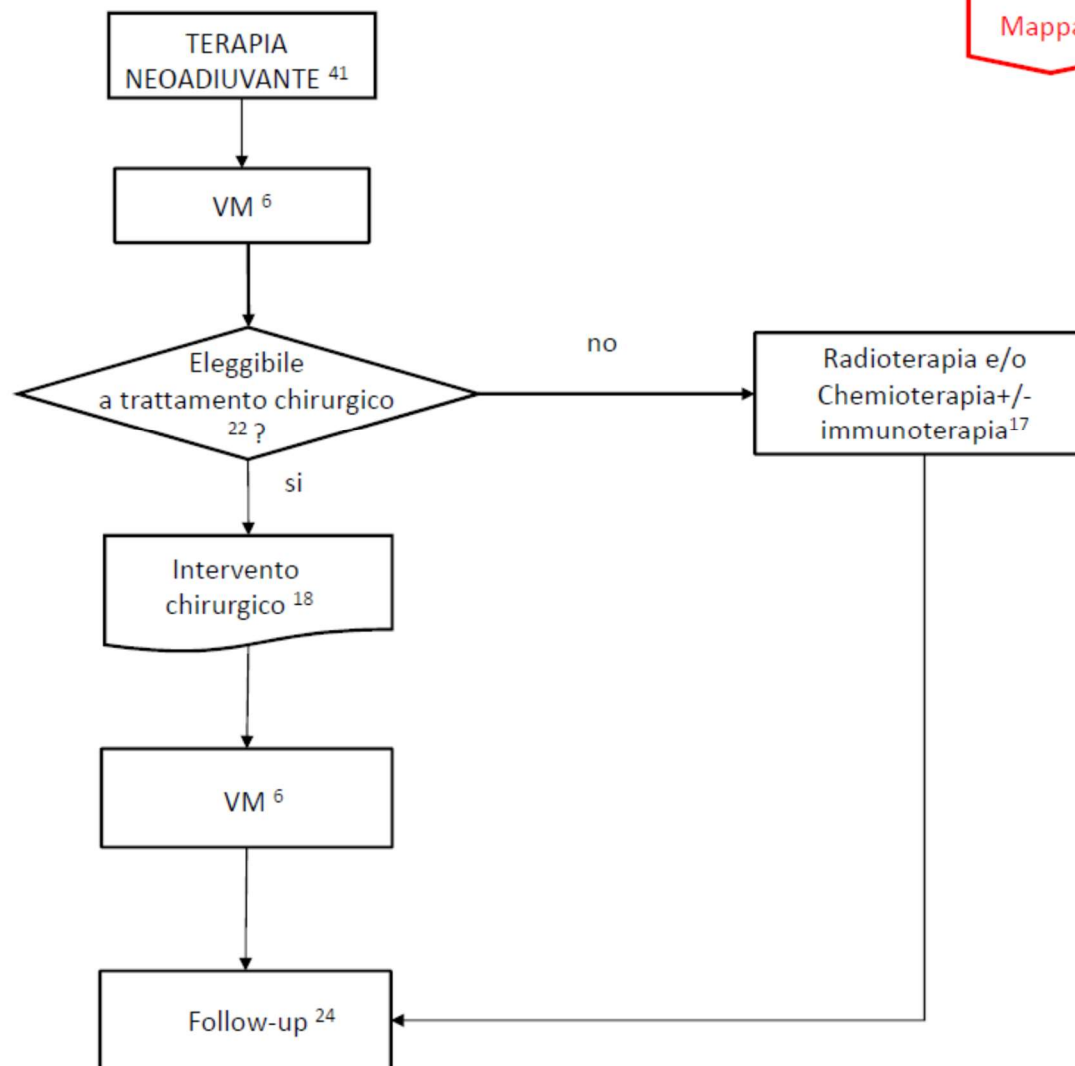 Mappa
TERAPIA
NEOADIUVANTE ⁴¹
VM ⁶
Eleggibile
a trattamento chirurgico
²² ?
no
Radioterapia e/o
Chemioterapia+/-
immunoterapia¹⁷
si
Intervento
chirurgico ¹⁸
VM ⁶
Follow-up ²⁴